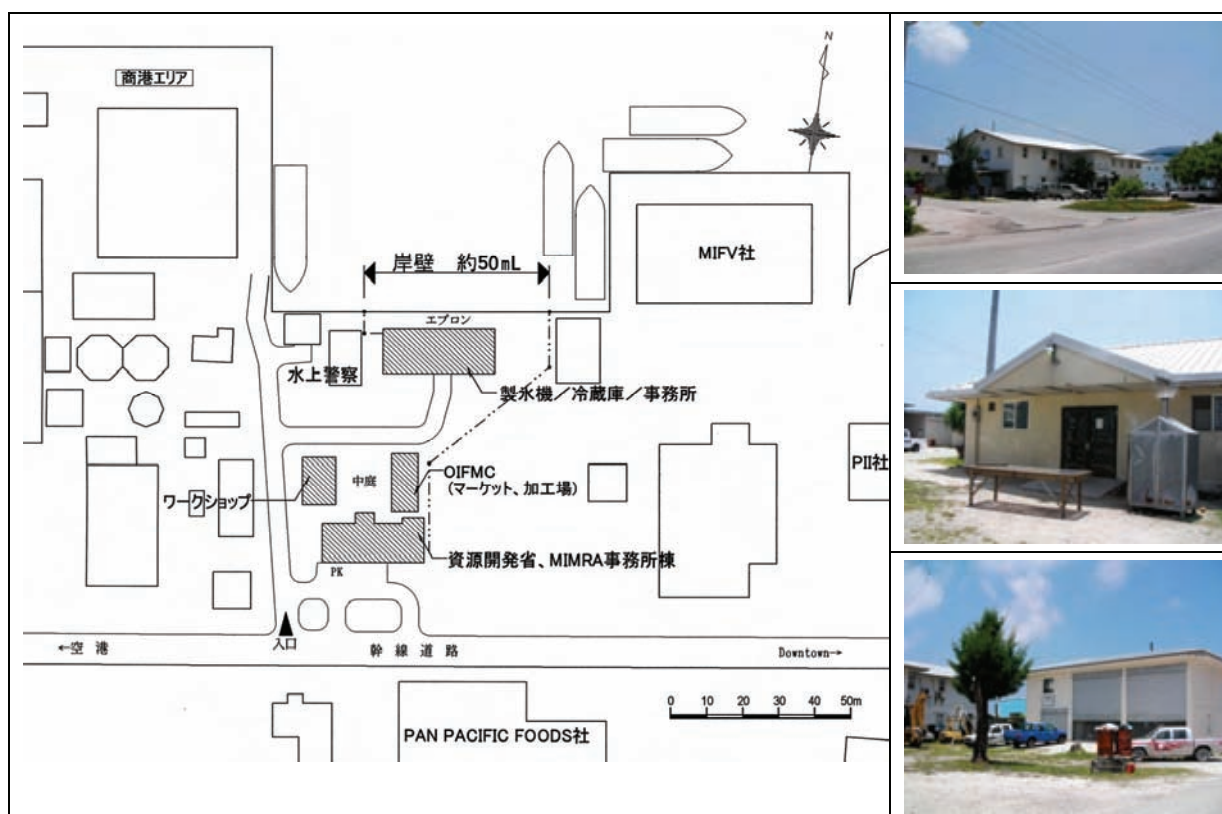 商港エリア
N
MIFV社
岸壁 約50mL
エプロン
水上警察
製氷機／冷蔵庫／事務所
PII社
中庭
OIFMC
(マーケット、加工場)
ワークショップ
資源開発省、MIMRA事務所棟
PK
入口
←空港
幹線道路
Downtown→
0 10 20 30 40 50m
PAN PACIFIC FOODS社